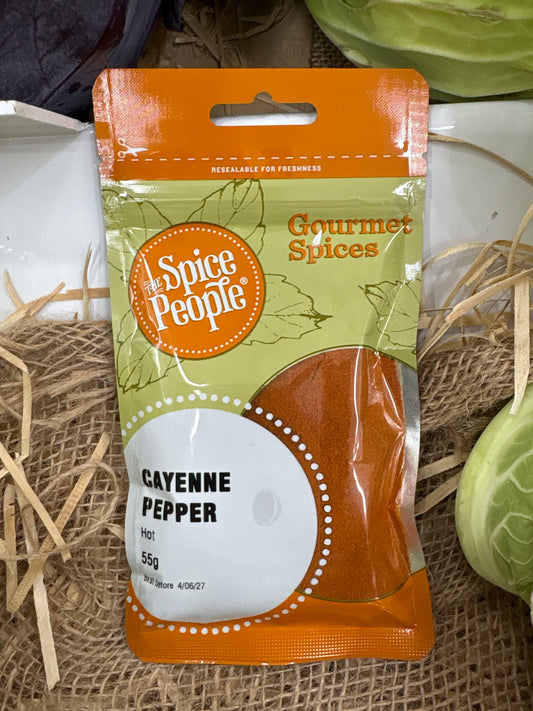 RESEALABLE FOR FRESHNESS
Gourmet
Spices
THE Spice
People®
CAYENNE
PEPPER
Hot
55g
Best before 4/06/27